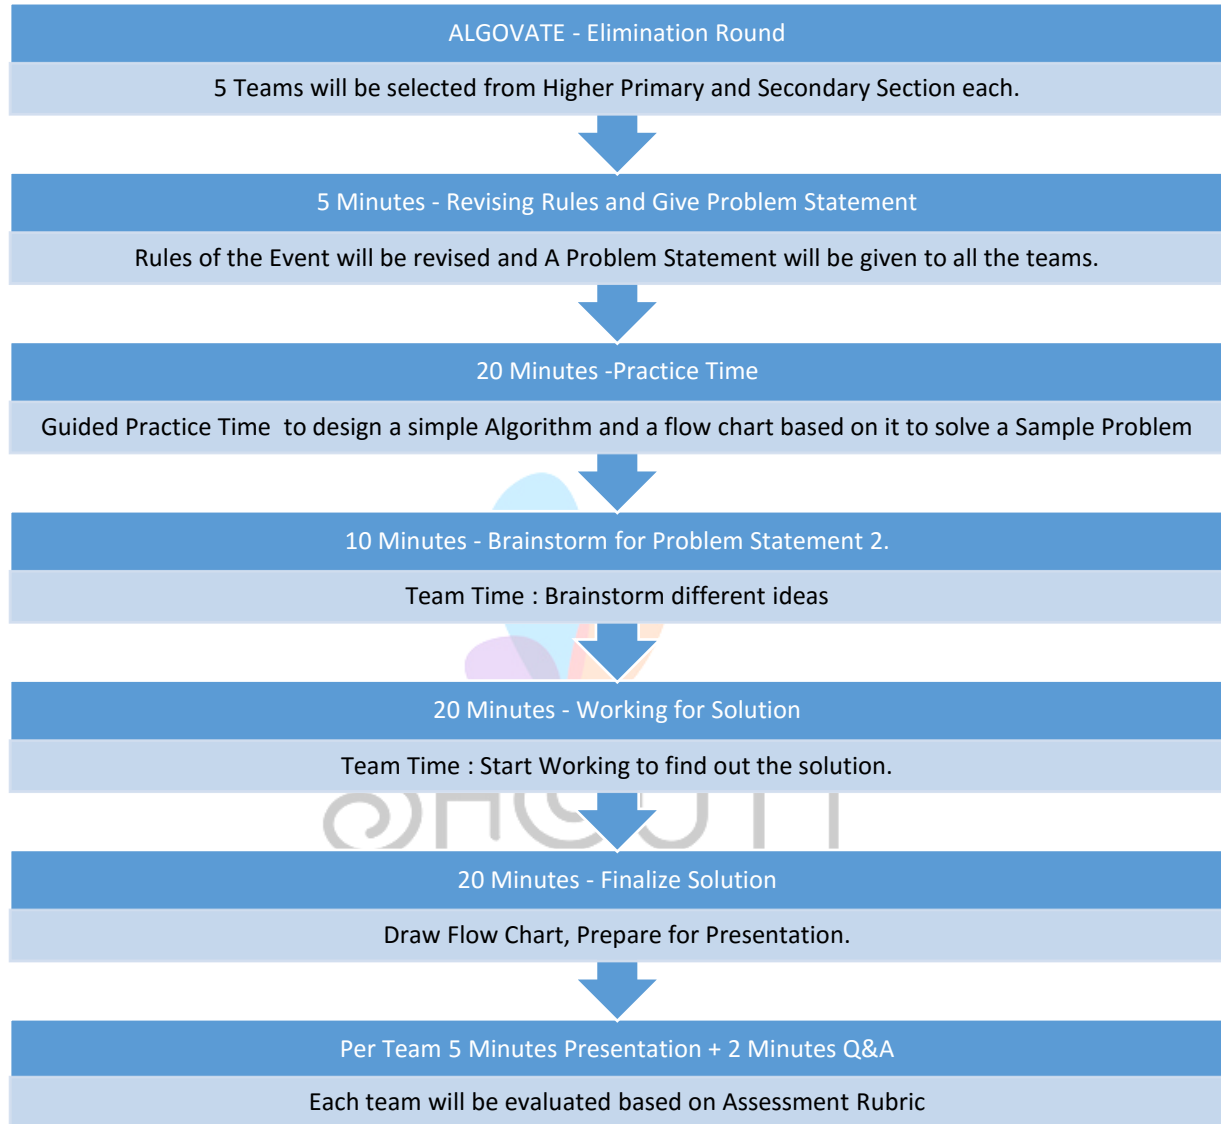 ALGOVATE - Elimination Round
5 Teams will be selected from Higher Primary and Secondary Section each.
5 Minutes - Revising Rules and Give Problem Statement
Rules of the Event will be revised and A Problem Statement will be given to all the teams.
20 Minutes -Practice Time
Guided Practice Time  to design a simple Algorithm and a flow chart based on it to solve a Sample Problem
10 Minutes - Brainstorm for Problem Statement 2.
Team Time : Brainstorm different ideas
20 Minutes - Working for Solution
Team Time : Start Working to find out the solution.
20 Minutes - Finalize Solution
Draw Flow Chart, Prepare for Presentation.
Per Team 5 Minutes Presentation + 2 Minutes Q&A
Each team will be evaluated based on Assessment Rubric